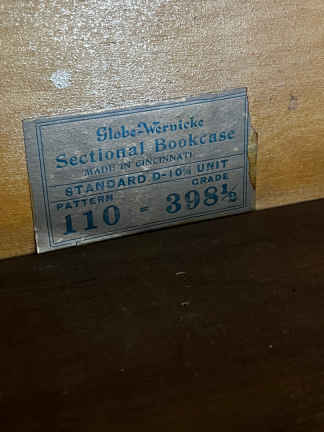 Globe-Wernicke
Sectional Bookcase
MADE IN CINCINNATI
STANDARD D-10¼ UNIT
PATTERN GRADE
110 - 398½